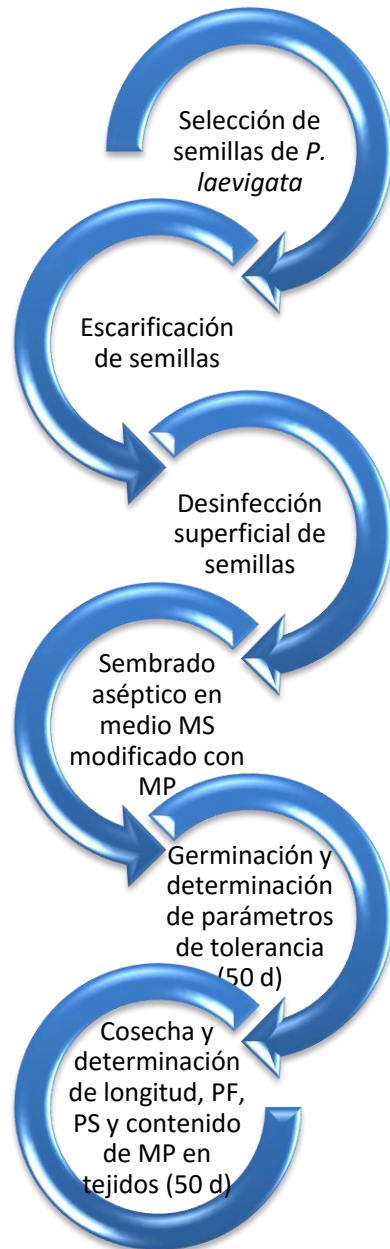 Selección de
semillas de P.
laevigata
Escarificación
de semillas
Desinfección
superficial de
semillas
Sembrado
aséptico en
medio MS
modificado con
MP
Germinación y
determinación
de parámetros
de tolerancia
(50 d)
Cosecha y
determinación
de longitud, PF,
PS y contenido
de MP en
tejidos (50 d)